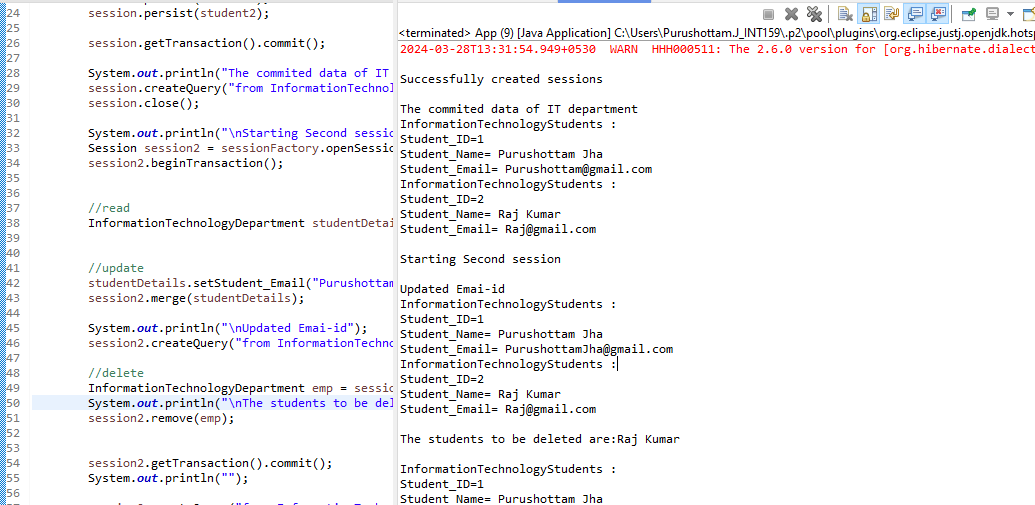 24 session.persist(student2);
25
26 session.getTransaction().commit();
27
28 System.out.println("The commited data of IT
29 session.createQuery("from InformationTechnol
30 session.close();
31
32 System.out.println("\nStarting Second sessio
33 Session session2 = sessionFactory.openSessio
34 session2.beginTransaction();
35
36
37 //read
38 InformationTechnologyDepartment studentDetai
39
40
41 //update
42 studentDetails.setStudent_Email("Purushottam
43 session2.merge(studentDetails);
44
45 System.out.println("\nUpdated Emai-id");
46 session2.createQuery("from InformationTechno
47
48 //delete
49 InformationTechnologyDepartment emp = sessio
50 System.out.println("\nThe students to be del
51 session2.remove(emp);
52
53
54 session2.getTransaction().commit();
55 System.out.println("");
56
<terminated> App (9) [Java Application] C:\Users\Purushottam.J_INT159\.p2\pool\plugins\org.eclipse.justj.openjdk.hotsp
2024-03-28T13:31:54.949+0530 WARN HHH000511: The 2.6.0 version for [org.hibernate.dialect
Successfully created sessions
The commited data of IT department
InformationTechnologyStudents :
Student_ID=1
Student_Name= Purushottam Jha
Student_Email= Purushottam@gmail.com
InformationTechnologyStudents :
Student_ID=2
Student_Name= Raj Kumar
Student_Email= Raj@gmail.com
Starting Second session
Updated Emai-id
InformationTechnologyStudents :
Student_ID=1
Student_Name= Purushottam Jha
Student_Email= PurushottamJha@gmail.com
InformationTechnologyStudents :
Student_ID=2
Student_Name= Raj Kumar
Student_Email= Raj@gmail.com
The students to be deleted are:Raj Kumar
InformationTechnologyStudents :
Student_ID=1
Student_Name= Purushottam Jha